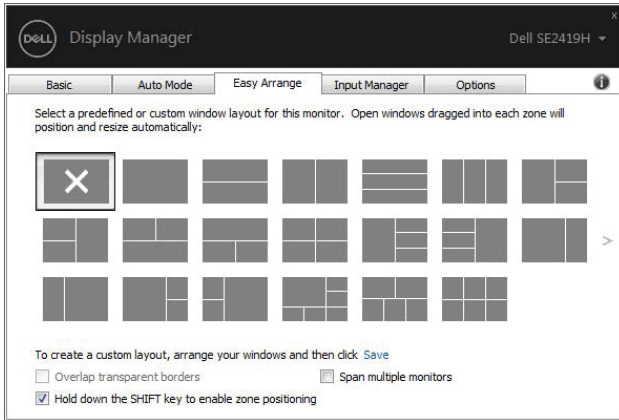 x
DELL Display Manager Dell SE2419H
Basic Auto Mode Easy Arrange Input Manager Options i
Select a predefined or custom window layout for this monitor. Open windows dragged into each zone will
position and resize automatically:
To create a custom layout, arrange your windows and then click Save
Overlap transparent borders Span multiple monitors
Hold down the SHIFT key to enable zone positioning